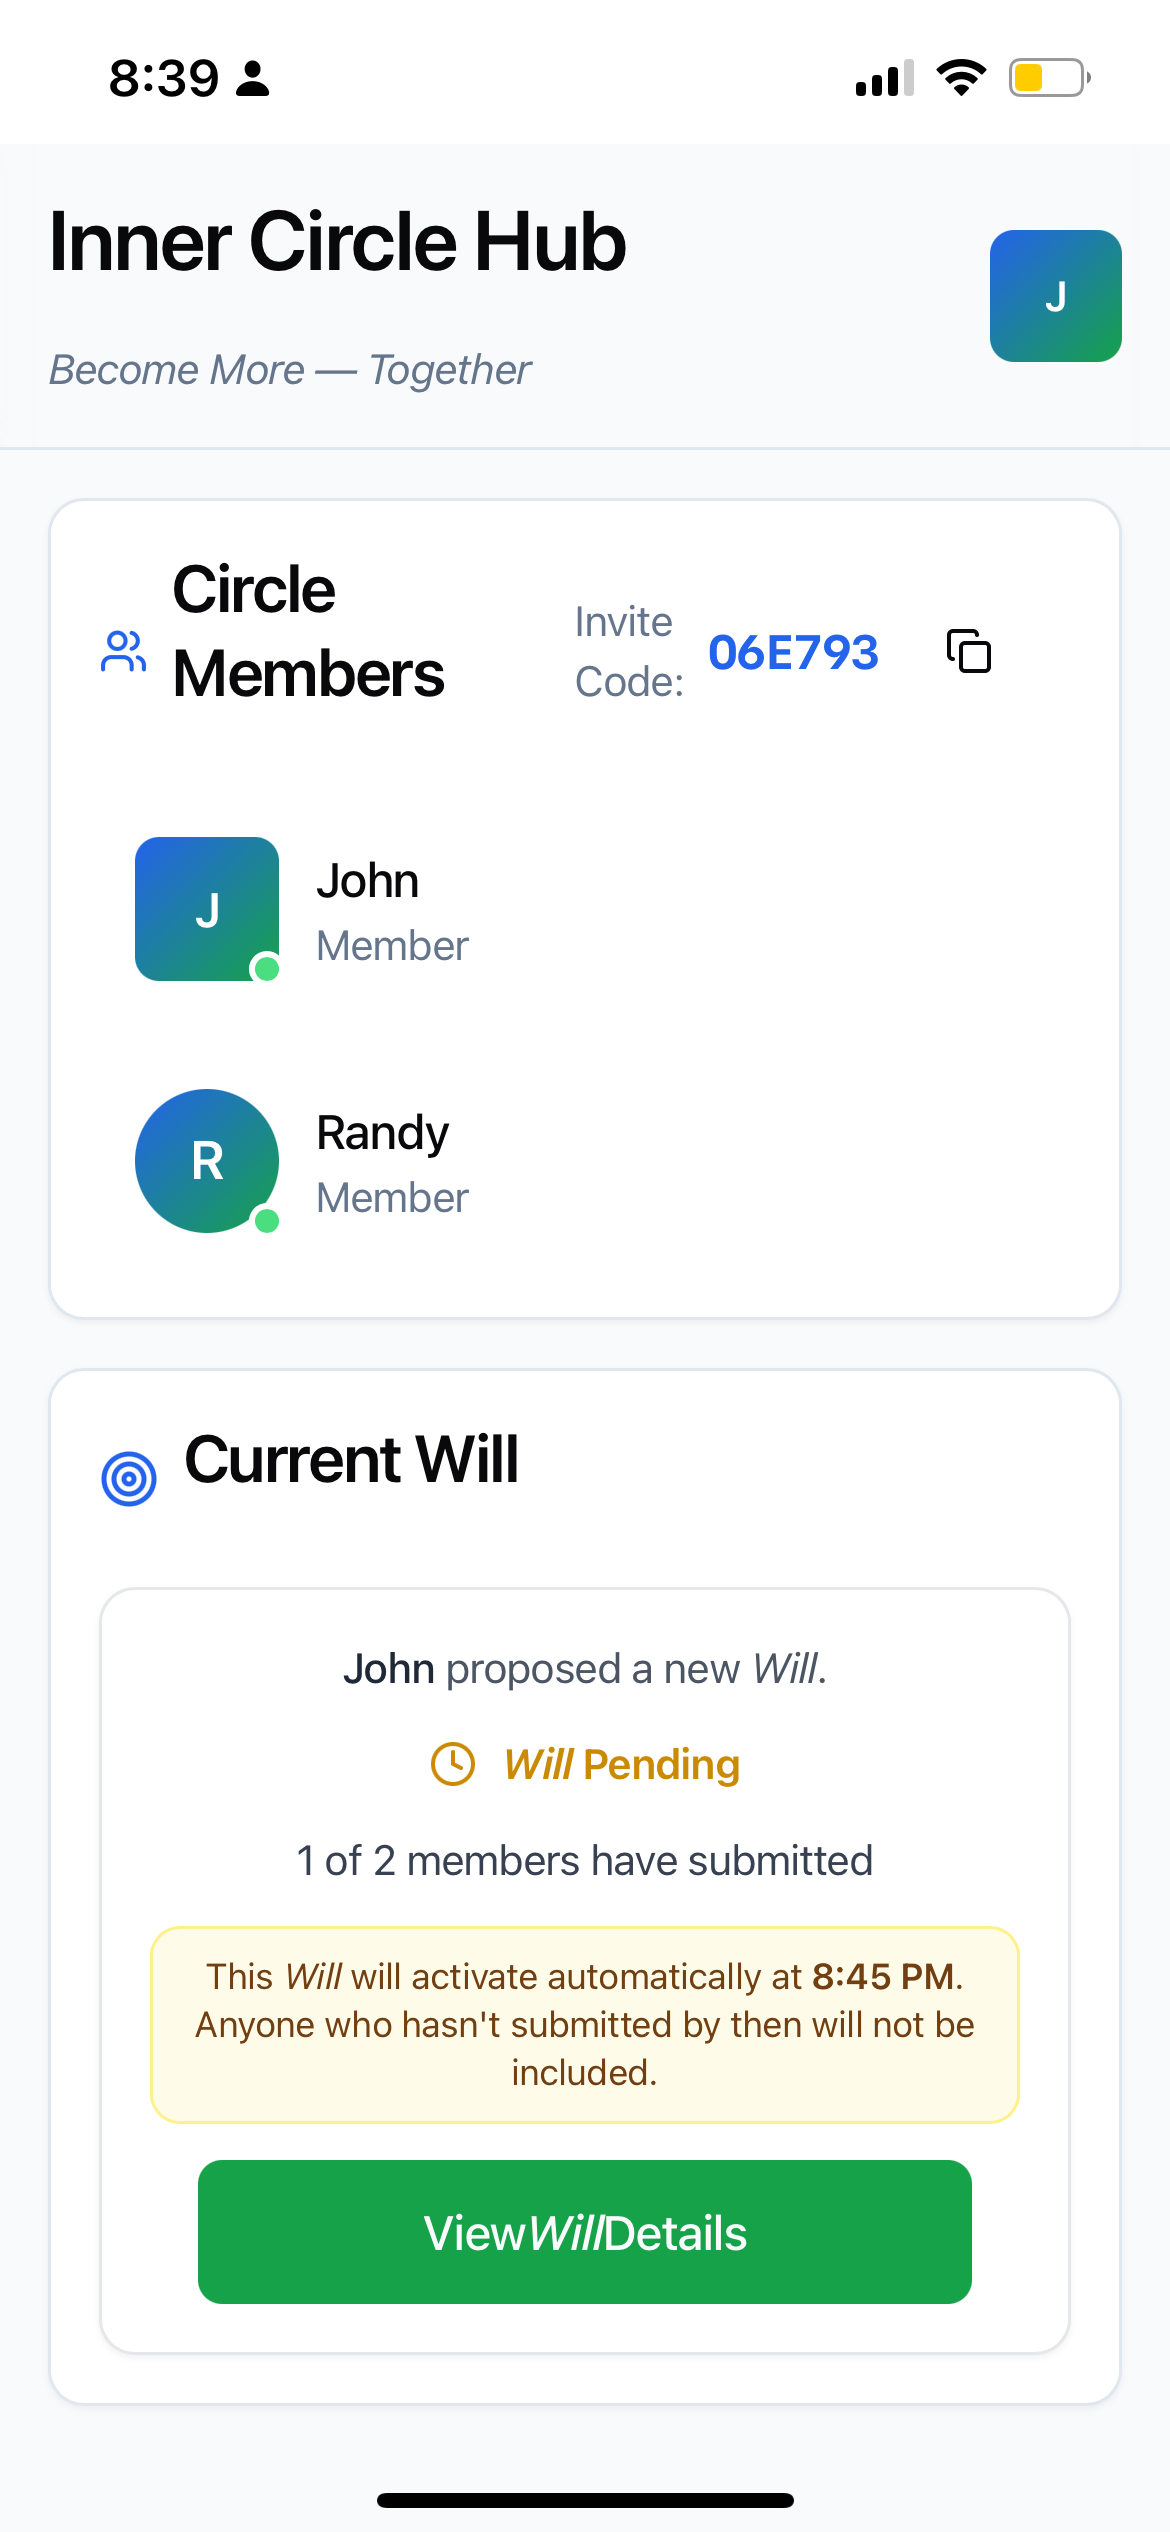 8:39
Inner Circle Hub
J
Become More — Together
Circle
Members
Invite
Code:
06E793
J
John
Member
R
Randy
Member
Current Will
John proposed a new Will.
Will Pending
1 of 2 members have submitted
This Will will activate automatically at 8:45 PM.
Anyone who hasn't submitted by then will not be
included.
ViewWillDetails